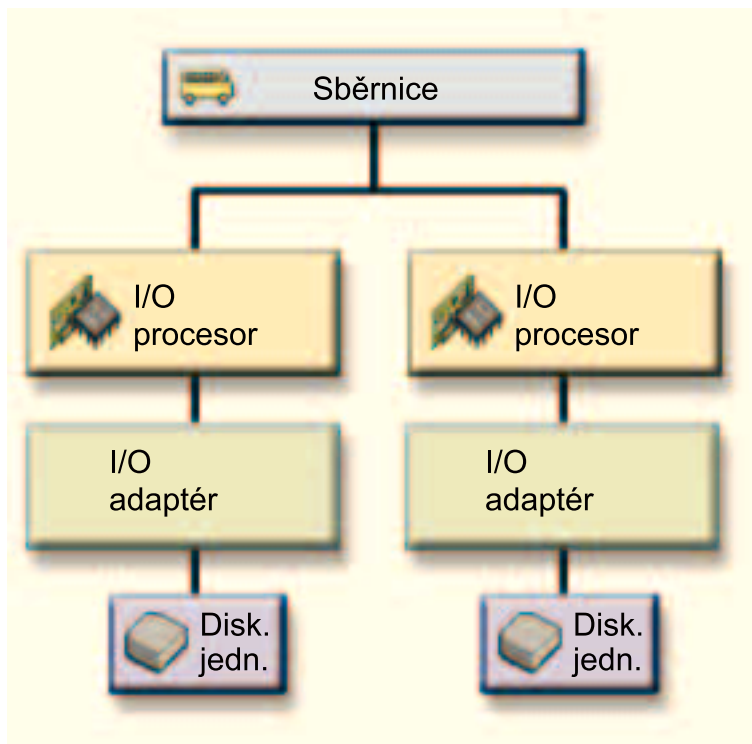 Sběrnice
I/O
procesor
I/O
procesor
I/O
adaptér
I/O
adaptér
Disk.
jedn.
Disk.
jedn.